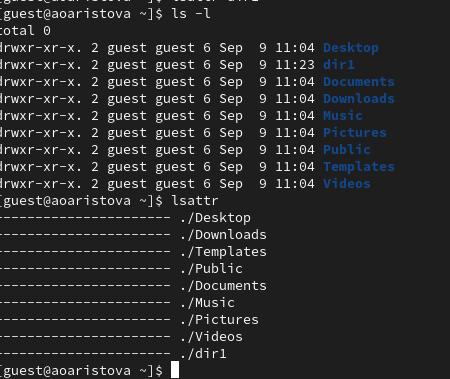 [guest@aoaristova ~]$ ls -l
total 0
drwxr-xr-x. 2 guest guest 6 Sep  9 11:04 Desktop
drwxr-xr-x. 2 guest guest 6 Sep  9 11:23 dir1
drwxr-xr-x. 2 guest guest 6 Sep  9 11:04 Documents
drwxr-xr-x. 2 guest guest 6 Sep  9 11:04 Downloads
drwxr-xr-x. 2 guest guest 6 Sep  9 11:04 Music
drwxr-xr-x. 2 guest guest 6 Sep  9 11:04 Pictures
drwxr-xr-x. 2 guest guest 6 Sep  9 11:04 Public
drwxr-xr-x. 2 guest guest 6 Sep  9 11:04 Templates
drwxr-xr-x. 2 guest guest 6 Sep  9 11:04 Videos
[guest@aoaristova ~]$ lsattr
---------------------- ./Desktop
---------------------- ./Downloads
---------------------- ./Templates
---------------------- ./Public
---------------------- ./Documents
---------------------- ./Music
---------------------- ./Pictures
---------------------- ./Videos
---------------------- ./dir1
[guest@aoaristova ~]$